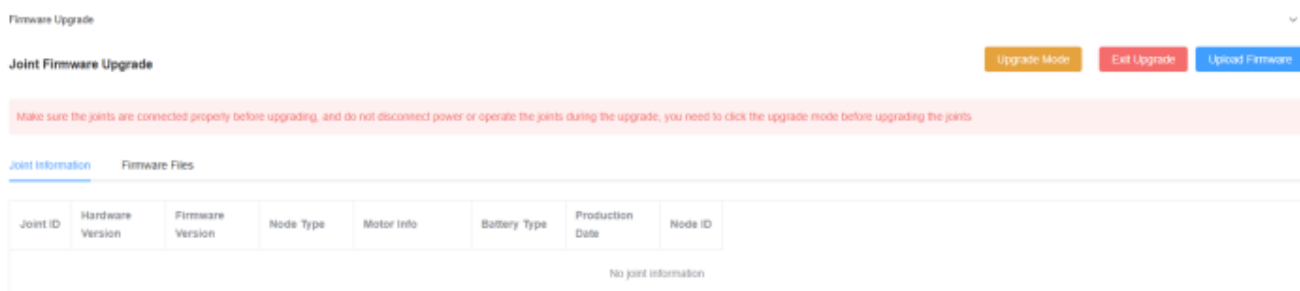 Firmware Upgrade
Joint Firmware Upgrade
Upgrade Mode
Exit Upgrade
Upload Firmware
Make sure the joints are connected properly before upgrading, and do not disconnect power or operate the joints during the upgrade, you need to click the upgrade mode before upgrading the joints
Joint Information
Firmware Files
Joint ID
Hardware
Version
Firmware
Version
Node Type
Motor Info
Battery Type
Production
Date
Node ID
No joint information